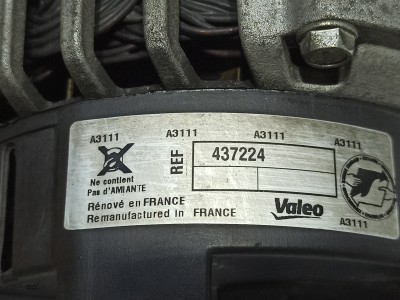 A3111 A3111 A3111 A3111
REF 437224
Ne contient
Pas d'AMIANTE
Rénové en FRANCE
Remanufactured in FRANCE
Valeo
A3111